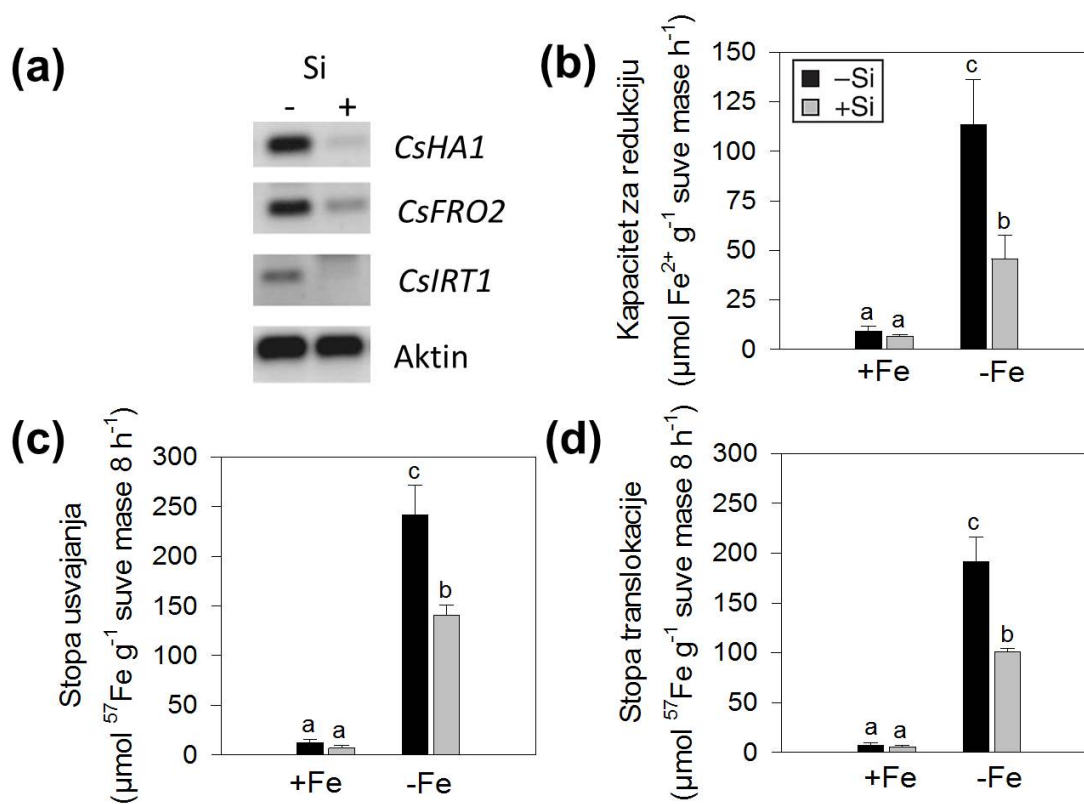 (a)
Si
- +
CsHA1
CsFRO2
CsIRT1
Aktin
(b)
Kapacitet za redukciju
(µmol Fe²⁺ g⁻¹ suve mase h⁻¹)
150
125
100
75
50
25
0
–Si
+Si
a a
c
b
+Fe -Fe
(c)
Stopa usvajanja
(µmol ⁵⁷Fe g⁻¹ suve mase 8 h⁻¹)
300
250
200
150
100
50
0
a a
c
b
+Fe -Fe
(d)
Stopa translokacije
(µmol ⁵⁷Fe g⁻¹ suve mase 8 h⁻¹)
300
250
200
150
100
50
0
a a
c
b
+Fe -Fe